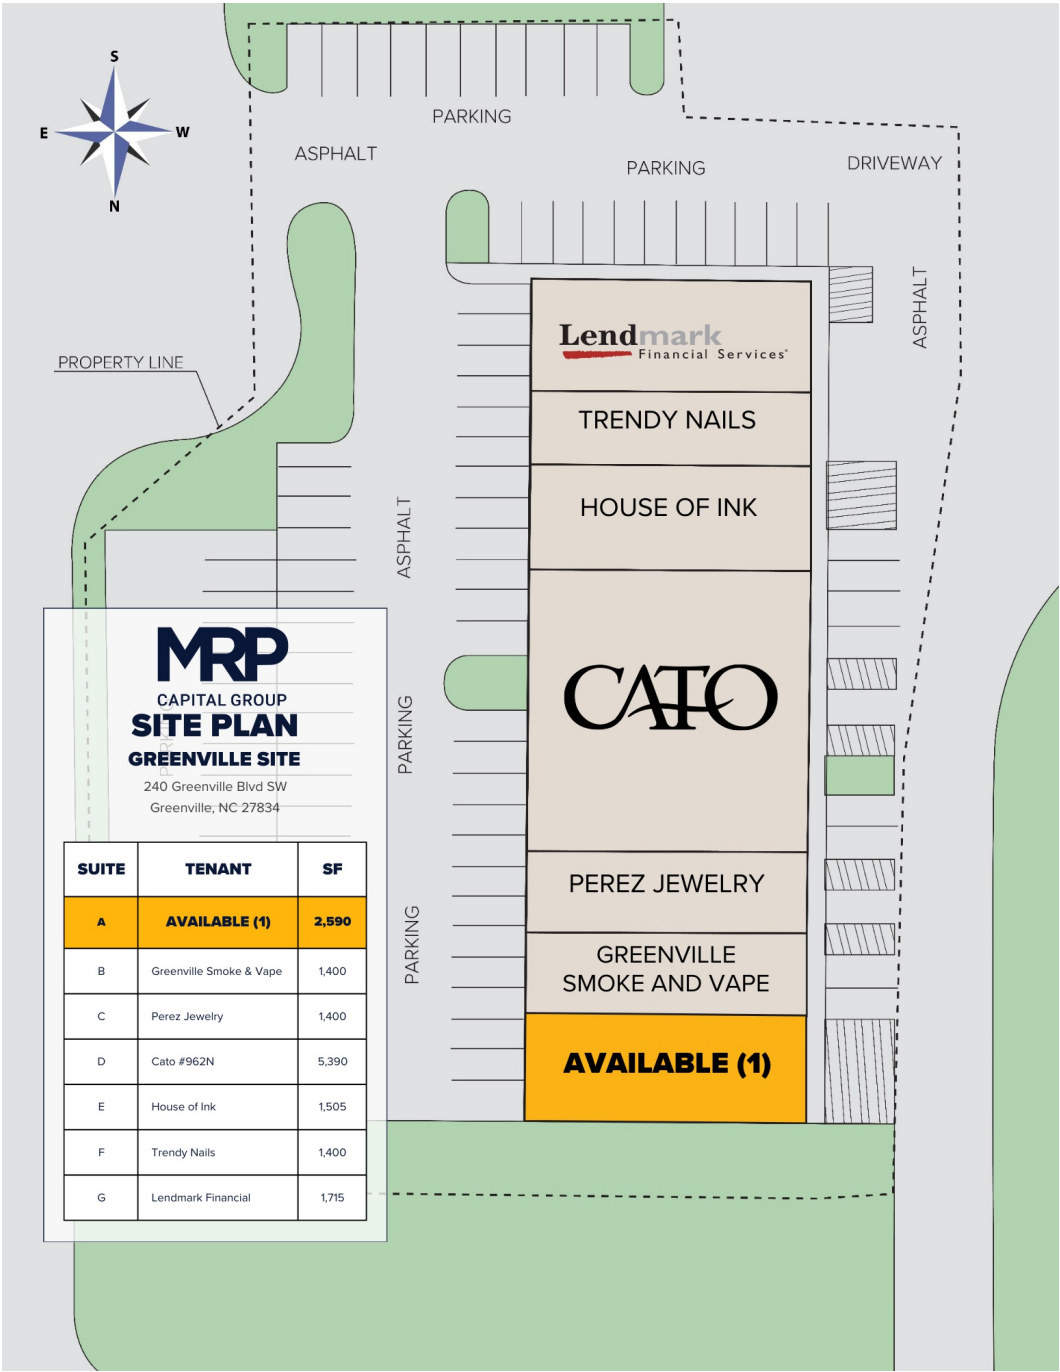 S
E
W
N
PARKING
ASPHALT
PARKING
DRIVEWAY
ASPHALT
PROPERTY LINE
Lendmark
Financial Services
TRENDY NAILS
HOUSE OF INK
ASPHALT
CATO
PARKING
PARKING
PEREZ JEWELRY
GREENVILLE
SMOKE AND VAPE
PARKING
AVAILABLE (1)
MRP
CAPITAL GROUP
SITE PLAN
GREENVILLE SITE
240 Greenville Blvd SW
Greenville, NC 27834
SUITE TENANT SF
A AVAILABLE (1) 2,590
B Greenville Smoke & Vape 1,400
C Perez Jewelry 1,400
D Cato #962N 5,390
E House of Ink 1,505
F Trendy Nails 1,400
G Lendmark Financial 1,715